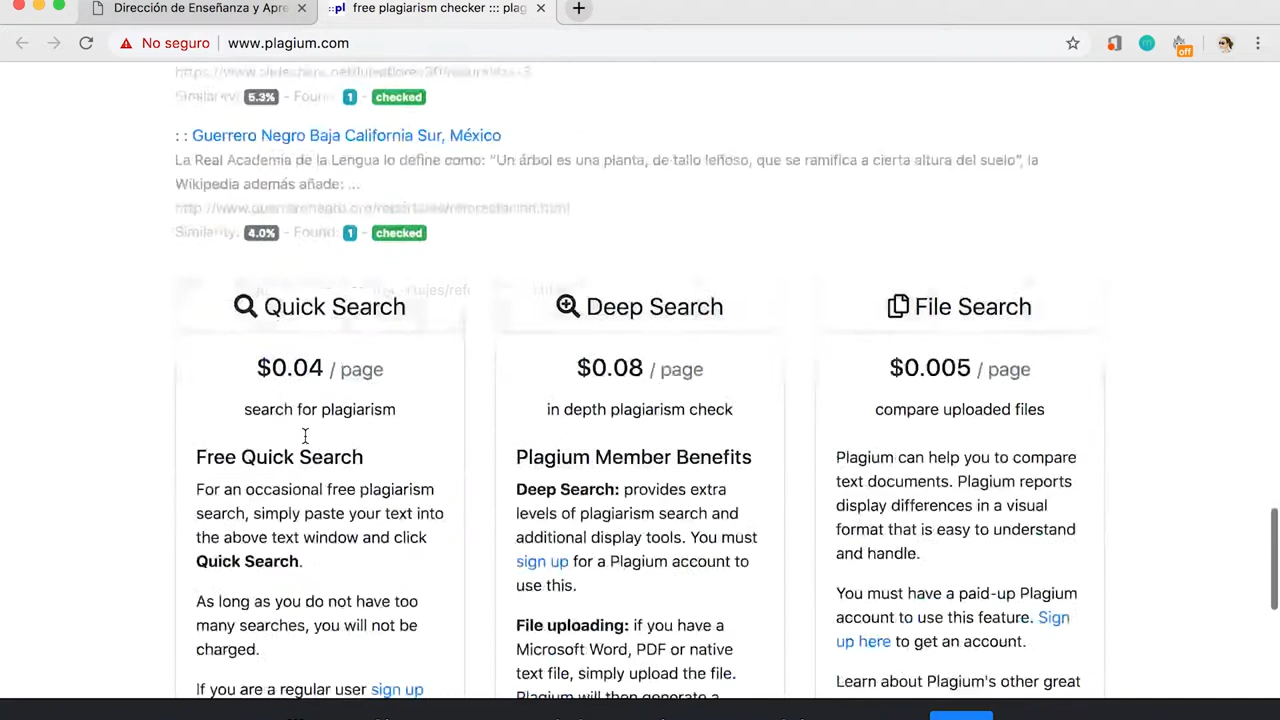 Dirección de Enseñanza y Apre
free plagiarism checker ::: plag
No seguro
www.plagium.com
off
Similarity: 5.3% - Found: 1 - checked
: : Guerrero Negro Baja California Sur, México
La Real Academia de la Lengua lo define como: “Un árbol es una planta, de tallo leñoso, que se ramifica a cierta altura del suelo”, la
Wikipedia además añade: ...
Similarity: 4.0% - Found: 1 - checked
Quick Search
$0.04 / page
search for plagiarism
Free Quick Search
For an occasional free plagiarism
search, simply paste your text into
the above text window and click
Quick Search.
As long as you do not have too
many searches, you will not be
charged.
If you are a regular user sign up
Deep Search
$0.08 / page
in depth plagiarism check
Plagium Member Benefits
Deep Search: provides extra
levels of plagiarism search and
additional display tools. You must
sign up for a Plagium account to
use this.
File uploading: if you have a
Microsoft Word, PDF or native
text file, simply upload the file.
Plagium will then generate a
File Search
$0.005 / page
compare uploaded files
Plagium can help you to compare
text documents. Plagium reports
display differences in a visual
format that is easy to understand
and handle.
You must have a paid-up Plagium
account to use this feature. Sign
up here to get an account.
Learn about Plagium's other great